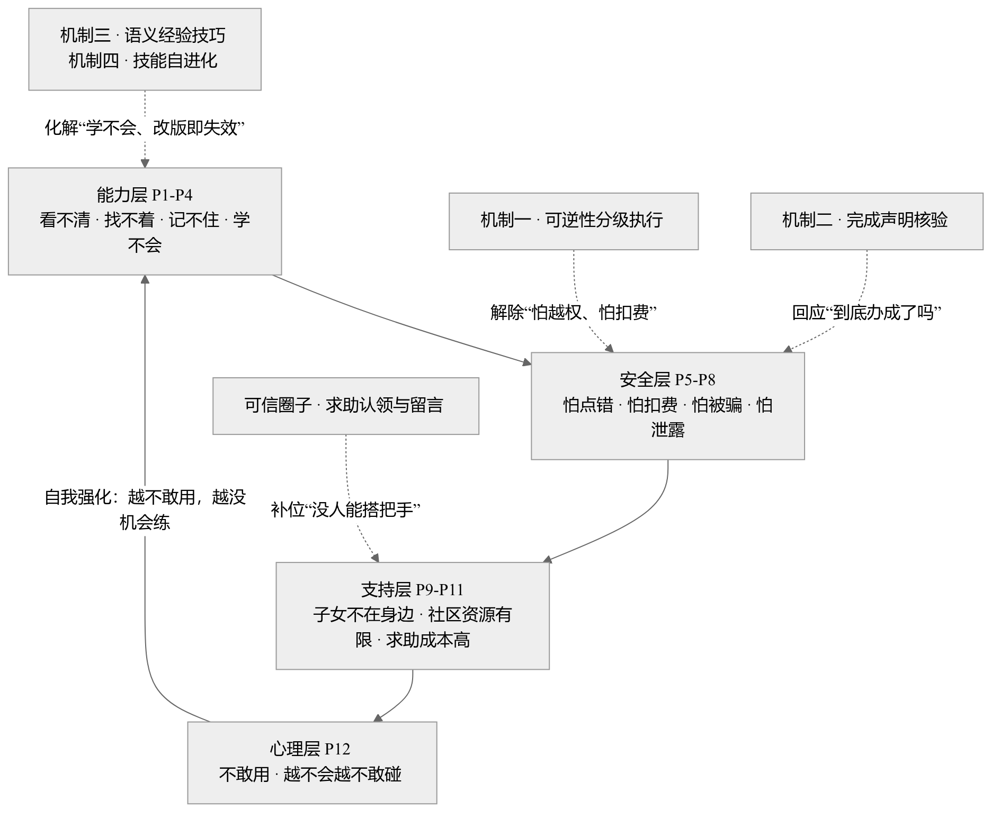 机制三 · 语义经验技巧
机制四 · 技能自进化
化解“学不会、改版即失效”
能力层 P1-P4
看不清 · 找不着 · 记不住 · 学
不会
机制一 · 可逆性分级执行
机制二 · 完成声明核验
解除“怕越权、怕扣费”
回应“到底办成了吗”
安全层 P5-P8
怕点错 · 怕扣费 · 怕被骗 · 怕
泄露
可信圈子 · 求助认领与留言
自我强化：越不敢用，越没
机会练
补位“没人能搭把手”
支持层 P9-P11
子女不在身边 · 社区资源有
限 · 求助成本高
心理层 P12
不敢用 · 越不会越不敢碰